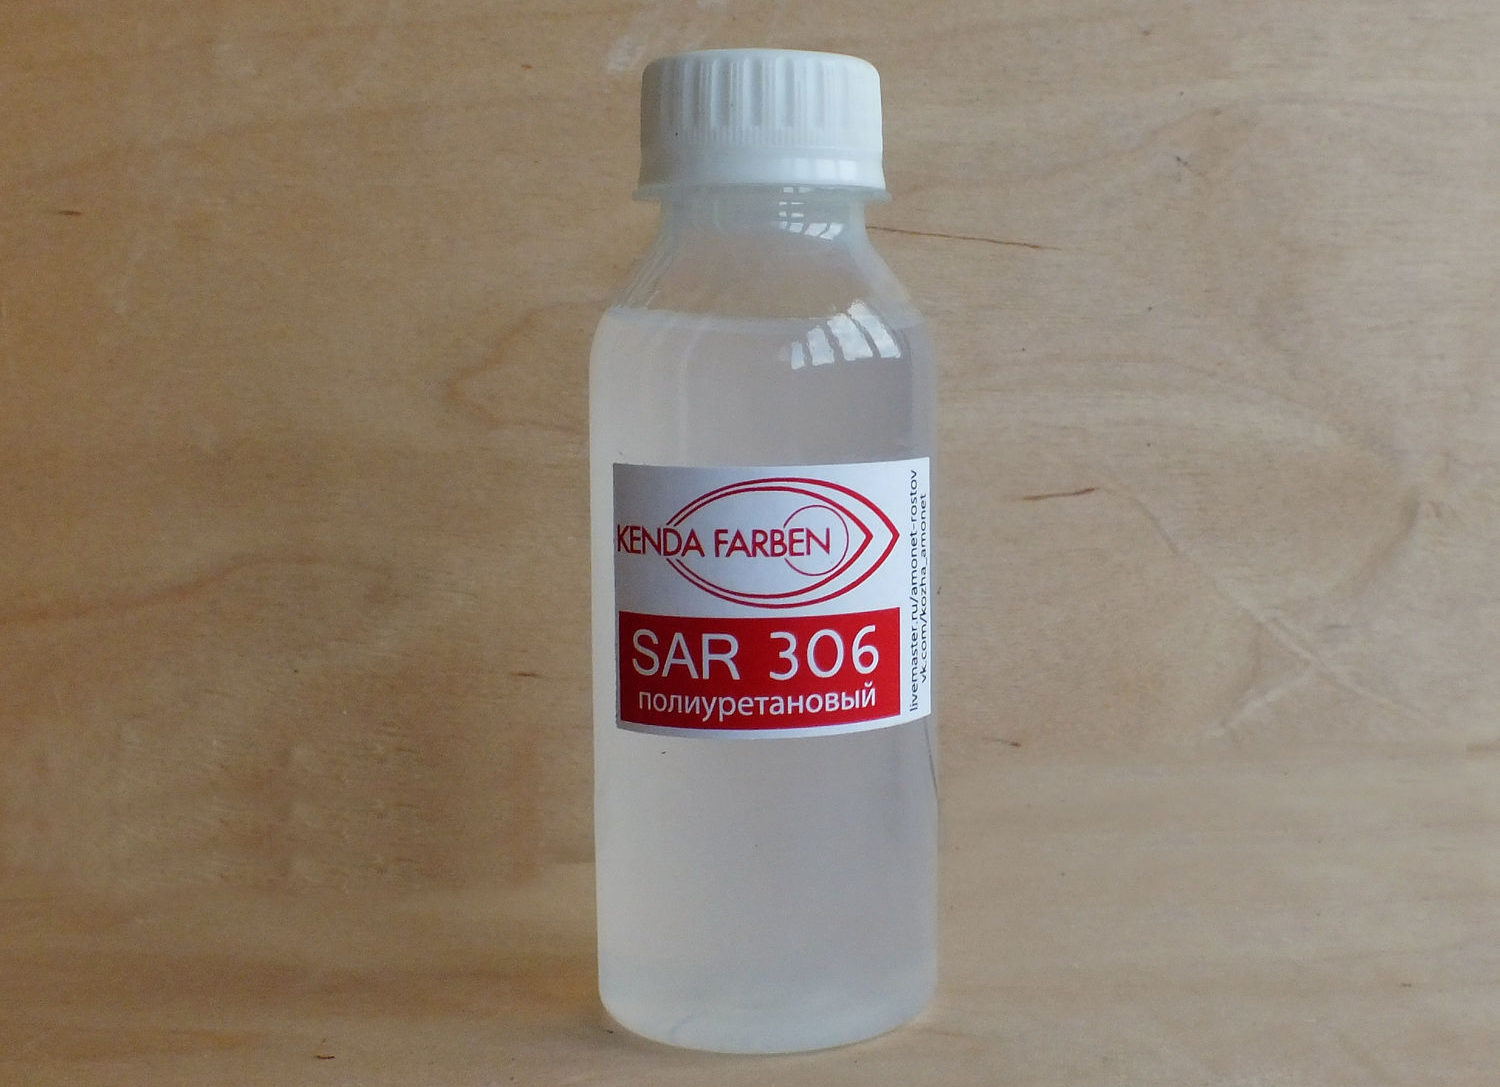 KENDA FARBEN
SAR 306
полиуретановый
livemaster.ru/amonet-rostov
vk.com/kozha_amonet